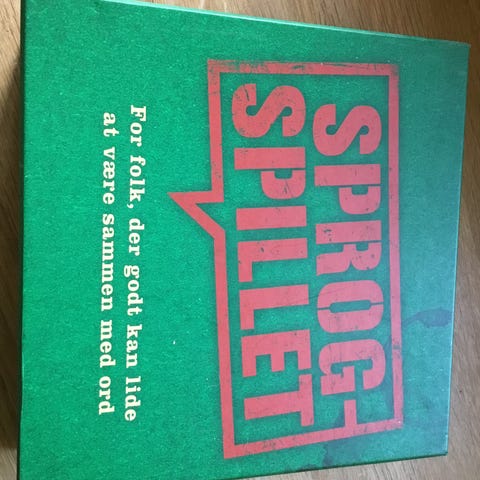 SPROG-
SPILLET
For folk, der godt kan lide
at være sammen med ord